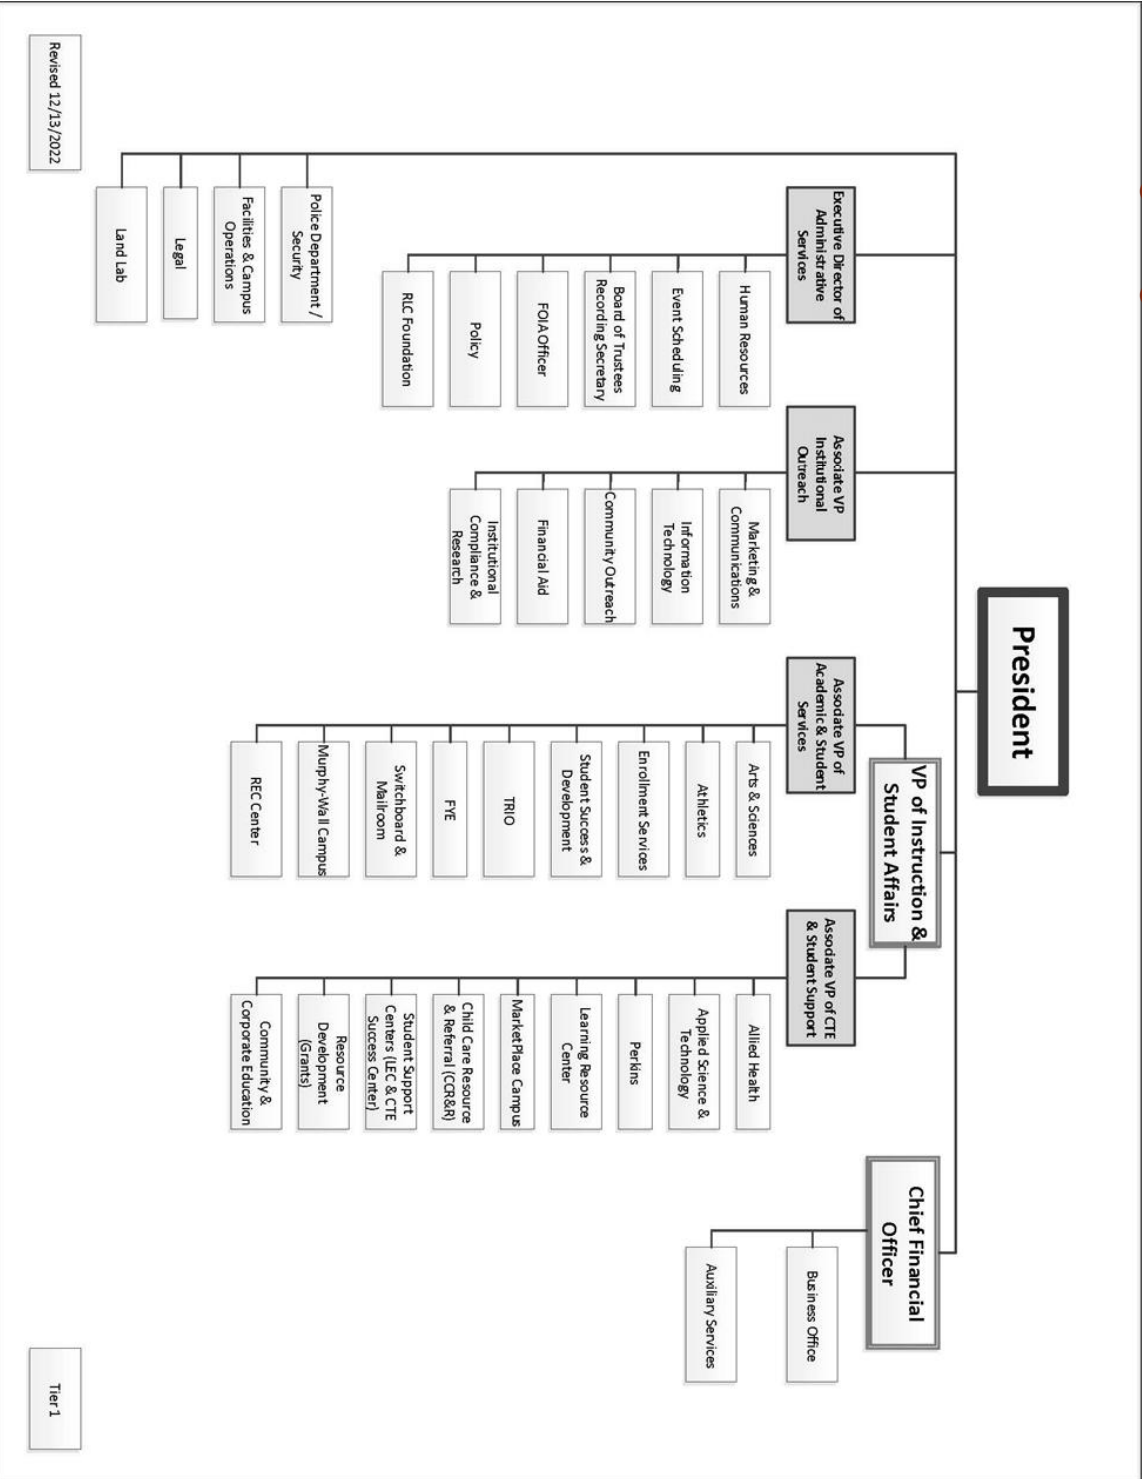 President
VP of Instruction &
Student Affairs
Chief Financial
Officer
Executive Director of
Administrative
Services
Associate VP
Institutional
Outreach
Associate VP of
Academic & Student
Services
Associate VP of CTE
& Student Support
Human Resources
Event Scheduling
Board of Trustees
Recording Secretary
FOIA Officer
Policy
RLC Foundation
Marketing &
Communications
Information
Technology
Community Outreach
Financial Aid
Institutional
Compliance &
Research
Arts & Sciences
Athletics
Enrollment Services
Student Success &
Development
TRIO
FYE
Switchboard &
Mailroom
Murphy-Wall Campus
REC Center
Allied Health
Applied Science &
Technology
Perkins
Learning Resource
Center
MarketPlace Campus
Child Care Resource
& Referral (CCR&R)
Student Support
Centers (LEC & CTE
Success Center)
Resource
Development
(Grants)
Community &
Corporate Education
Business Office
Auxiliary Services
Police Department /
Security
Facilities & Campus
Operations
Legal
Land Lab
Revised 12/13/2022
Tier 1